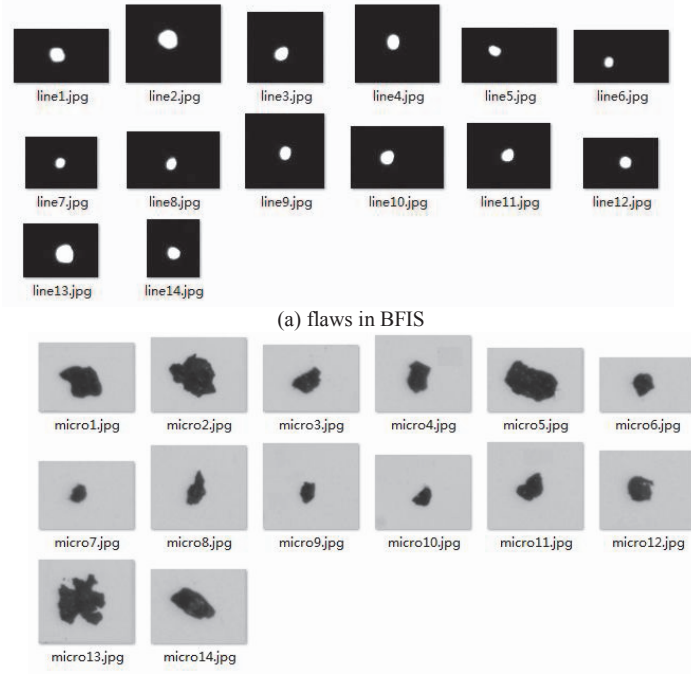 line1.jpg line2.jpg line3.jpg line4.jpg line5.jpg line6.jpg
line7.jpg line8.jpg line9.jpg line10.jpg line11.jpg line12.jpg
line13.jpg line14.jpg
(a) flaws in BFIS
micro1.jpg micro2.jpg micro3.jpg micro4.jpg micro5.jpg micro6.jpg
micro7.jpg micro8.jpg micro9.jpg micro10.jpg micro11.jpg micro12.jpg
micro13.jpg micro14.jpg